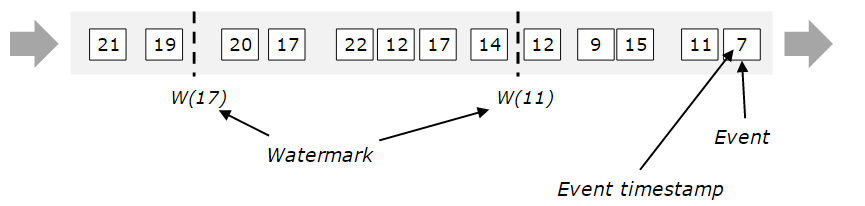 21 19 20 17 22 12 17 14 12 9 15 11 7
W(17) W(11)
Event
Watermark
Event timestamp